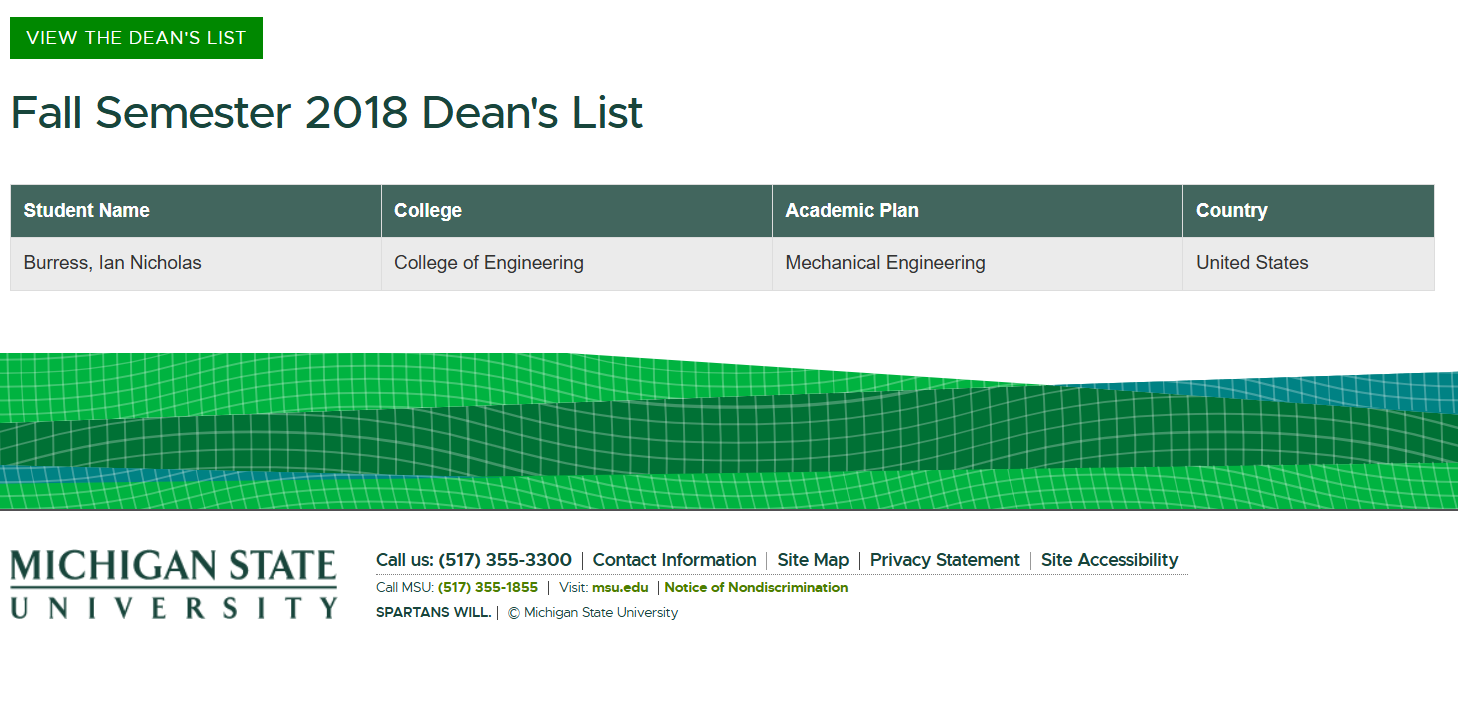 VIEW THE DEAN'S LIST
Fall Semester 2018 Dean's List
Student Name College Academic Plan Country
Burress, Ian Nicholas College of Engineering Mechanical Engineering United States
MICHIGAN STATE
UNIVERSITY
Call us: (517) 355-3300 | Contact Information | Site Map | Privacy Statement | Site Accessibility
Call MSU: (517) 355-1855 | Visit: msu.edu | Notice of Nondiscrimination
SPARTANS WILL. | © Michigan State University